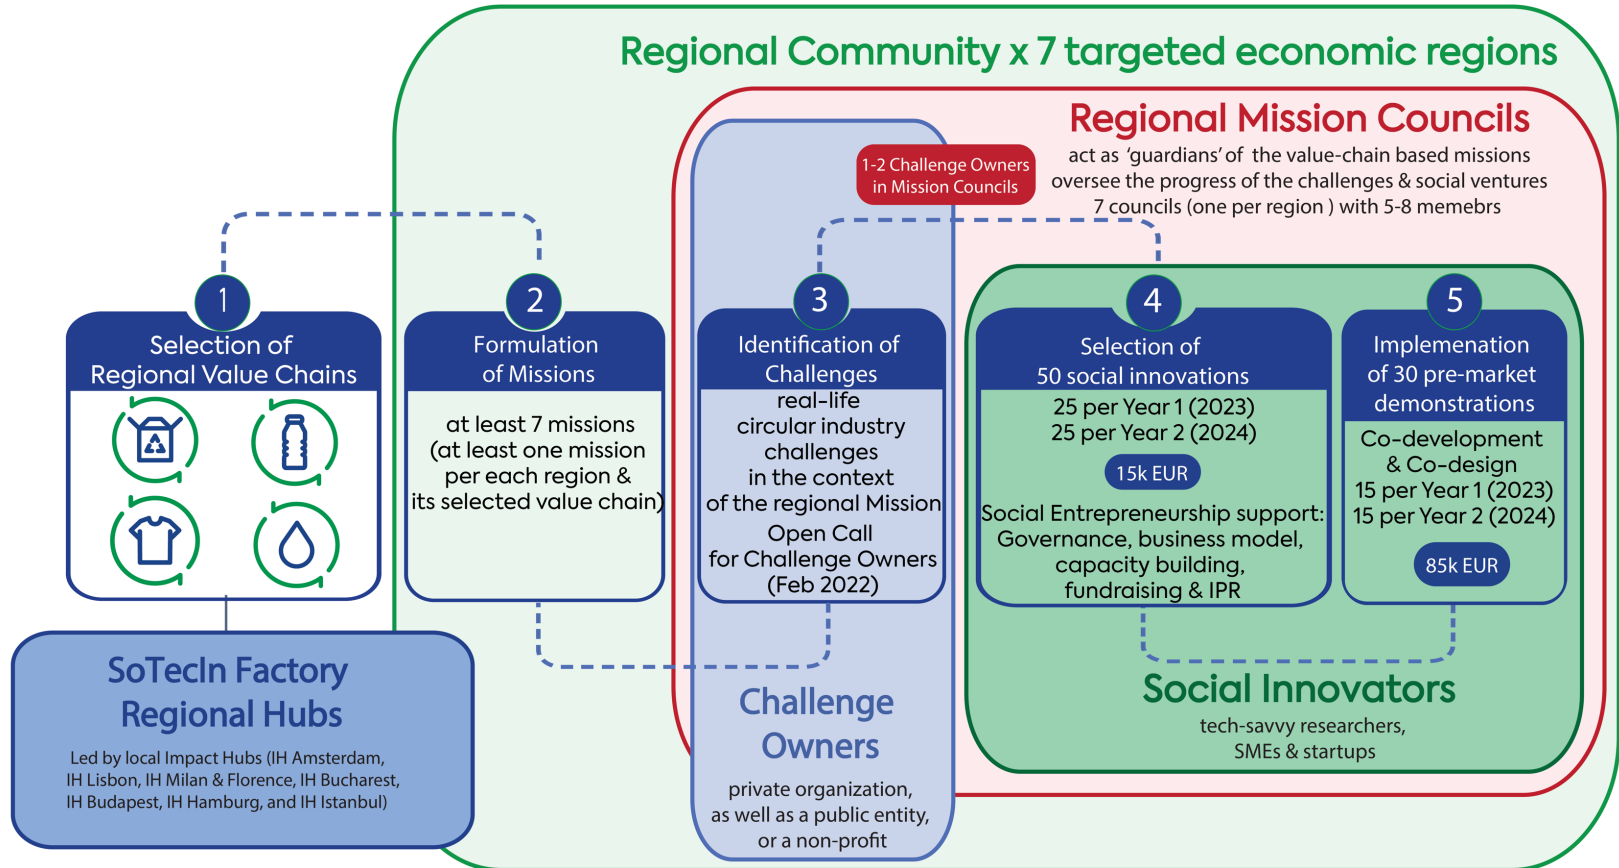 Regional Community x 7 targeted economic regions
Regional Mission Councils
act as ‘guardians’ of the value-chain based missions
oversee the progress of the challenges & social ventures
7 councils (one per region ) with 5-8 memebrs
1-2 Challenge Owners
in Mission Councils
1
Selection of
Regional Value Chains
2
Formulation
of Missions
at least 7 missions
(at least one mission
per each region &
its selected value chain)
3
Identification of
Challenges
real-life
circular industry
challenges
in the context
of the regional Mission
Open Call
for Challenge Owners
(Feb 2022)
4
Selection of
50 social innovations
25 per Year 1 (2023)
25 per Year 2 (2024)
15k EUR
Social Entrepreneurship support:
Governance, business model,
capacity building,
fundraising & IPR
5
Implemenation
of 30 pre-market
demonstrations
Co-development
& Co-design
15 per Year 1 (2023)
15 per Year 2 (2024)
85k EUR
SoTecIn Factory
Regional Hubs
Led by local Impact Hubs (IH Amsterdam,
IH Lisbon, IH Milan & Florence, IH Bucharest,
IH Budapest, IH Hamburg, and IH Istanbul)
Challenge
Owners
private organization,
as well as a public entity,
or a non-profit
Social Innovators
tech-savvy researchers,
SMEs & startups